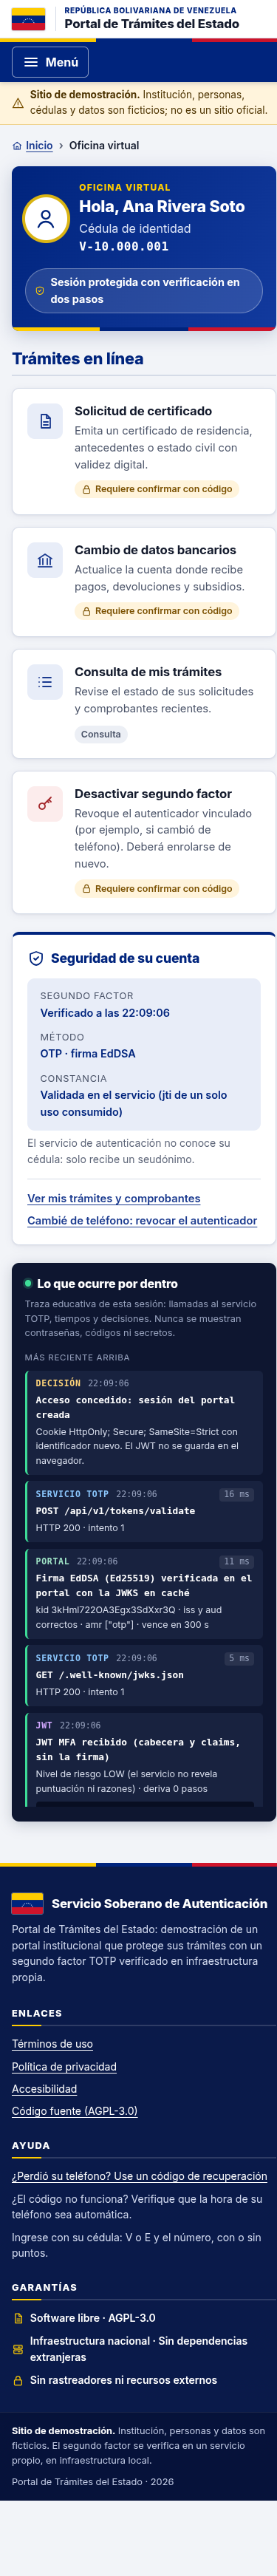 REPÚBLICA BOLIVARIANA DE VENEZUELA
Portal de Trámites del Estado
Menú
Sitio de demostración. Institución, personas,
cédulas y datos son ficticios; no es un sitio oficial.
Inicio › Oficina virtual
OFICINA VIRTUAL
Hola, Ana Rivera Soto
Cédula de identidad
V-10.000.001
Sesión protegida con verificación en
dos pasos
Trámites en línea
Solicitud de certificado
Emita un certificado de residencia,
antecedentes o estado civil con
validez digital.
Requiere confirmar con código
Cambio de datos bancarios
Actualice la cuenta donde recibe
pagos, devoluciones y subsidios.
Requiere confirmar con código
Consulta de mis trámites
Revise el estado de sus solicitudes
y comprobantes recientes.
Consulta
Desactivar segundo factor
Revoque el autenticador vinculado
(por ejemplo, si cambió de
teléfono). Deberá enrolarse de
nuevo.
Requiere confirmar con código
Seguridad de su cuenta
SEGUNDO FACTOR
Verificado a las 22:09:06
MÉTODO
OTP · firma EdDSA
CONSTANCIA
Validada en el servicio (jti de un solo
uso consumido)
El servicio de autenticación no conoce su
cédula: solo recibe un seudónimo.
Ver mis trámites y comprobantes
Cambié de teléfono: revocar el autenticador
Lo que ocurre por dentro
Traza educativa de esta sesión: llamadas al servicio
TOTP, tiempos y decisiones. Nunca se muestran
contraseñas, códigos ni secretos.
MÁS RECIENTE ARRIBA
DECISIÓN 22:09:06
Acceso concedido: sesión del portal
creada
Cookie HttpOnly; Secure; SameSite=Strict con
identificador nuevo. El JWT no se guarda en el
navegador.
SERVICIO TOTP 22:09:06 16 ms
POST /api/v1/tokens/validate
HTTP 200 · intento 1
PORTAL 22:09:06 11 ms
Firma EdDSA (Ed25519) verificada en el
portal con la JWKS en caché
kid 3kHml722OA3Egx3SdXxr3Q · iss y aud
correctos · amr ["otp"] · vence en 300 s
SERVICIO TOTP 22:09:06 5 ms
GET /.well-known/jwks.json
HTTP 200 · intento 1
JWT 22:09:06
JWT MFA recibido (cabecera y claims,
sin la firma)
Nivel de riesgo LOW (el servicio no revela
puntuación ni razones) · deriva 0 pasos
Servicio Soberano de Autenticación
Portal de Trámites del Estado: demostración de un
portal institucional que protege sus trámites con un
segundo factor TOTP verificado en infraestructura
propia.
ENLACES
Términos de uso
Política de privacidad
Accesibilidad
Código fuente (AGPL-3.0)
AYUDA
¿Perdió su teléfono? Use un código de recuperación
¿El código no funciona? Verifique que la hora de su
teléfono sea automática.
Ingrese con su cédula: V o E y el número, con o sin
puntos.
GARANTÍAS
Software libre · AGPL-3.0
Infraestructura nacional · Sin dependencias
extranjeras
Sin rastreadores ni recursos externos
Sitio de demostración. Institución, personas y datos son
ficticios. El segundo factor se verifica en un servicio
propio, en infraestructura local.
Portal de Trámites del Estado · 2026